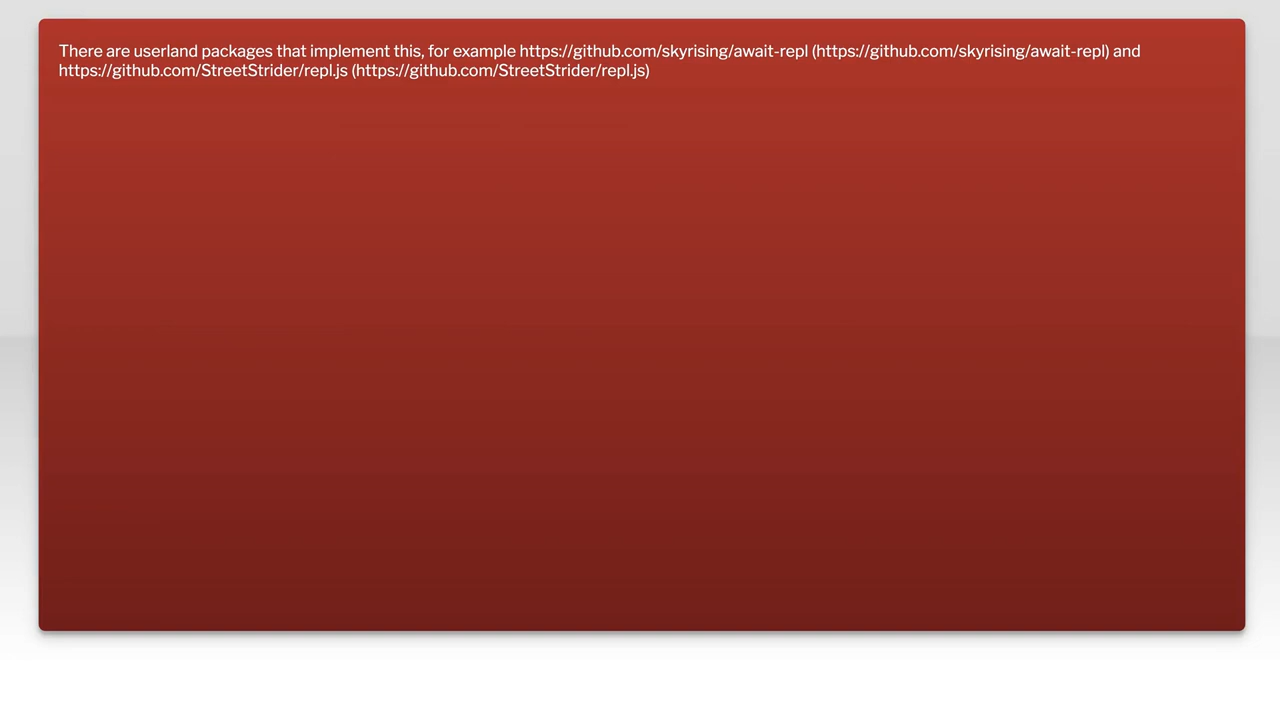 There are userland packages that implement this, for example https://github.com/skyrising/await-repl (https://github.com/skyrising/await-repl) and
https://github.com/StreetStrider/repl.js (https://github.com/StreetStrider/repl.js)